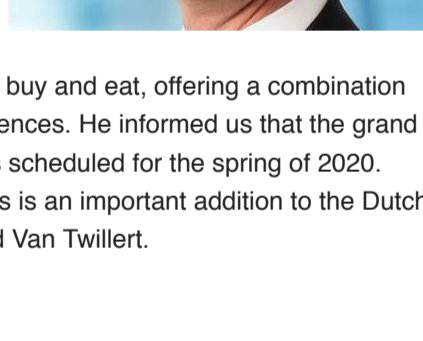 buy and eat, offering a combination
ences. He informed us that the grand
s scheduled for the spring of 2020.
s is an important addition to the Dutch
d Van Twillert.